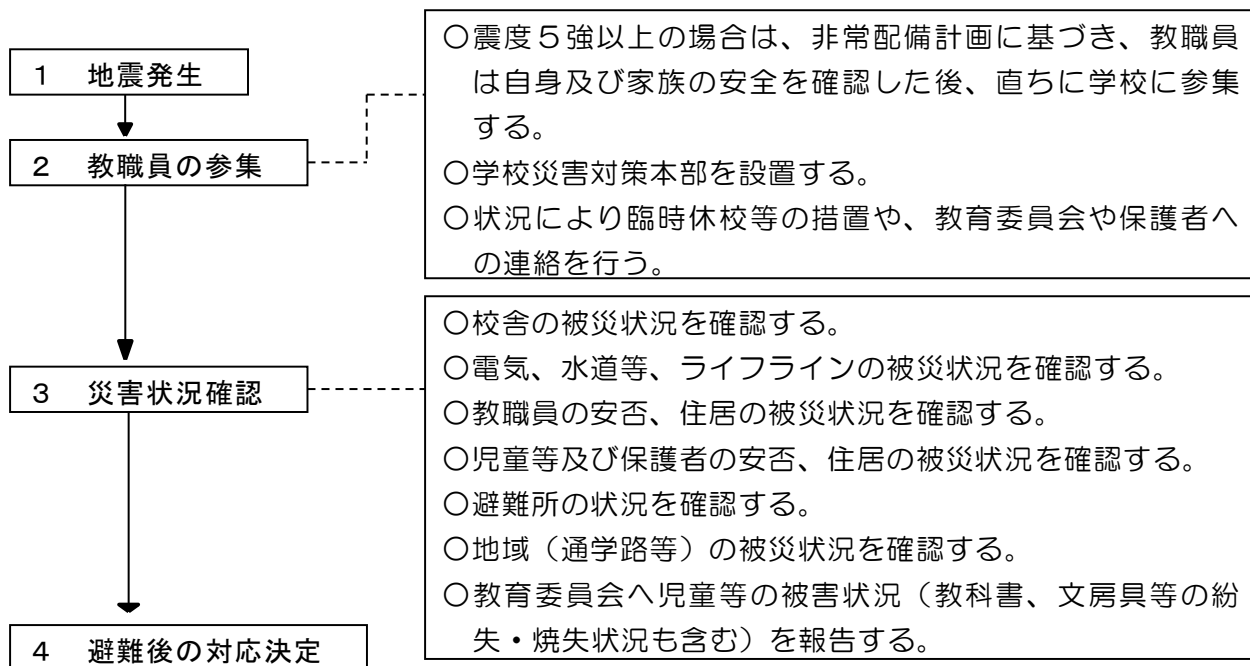 1　地震発生
2　教職員の参集
〇震度５強以上の場合は、非常配備計画に基づき、教職員
は自身及び家族の安全を確認した後、直ちに学校に参集
する。
〇学校災害対策本部を設置する。
〇状況により臨時休校等の措置や、教育委員会や保護者へ
の連絡を行う。
3　災害状況確認
〇校舎の被災状況を確認する。
〇電気、水道等、ライフラインの被災状況を確認する。
〇教職員の安否、住居の被災状況を確認する。
〇児童等及び保護者の安否、住居の被災状況を確認する。
〇避難所の状況を確認する。
〇地域（通学路等）の被災状況を確認する。
〇教育委員会へ児童等の被害状況（教科書、文房具等の紛
失・焼失状況も含む）を報告する。
4　避難後の対応決定